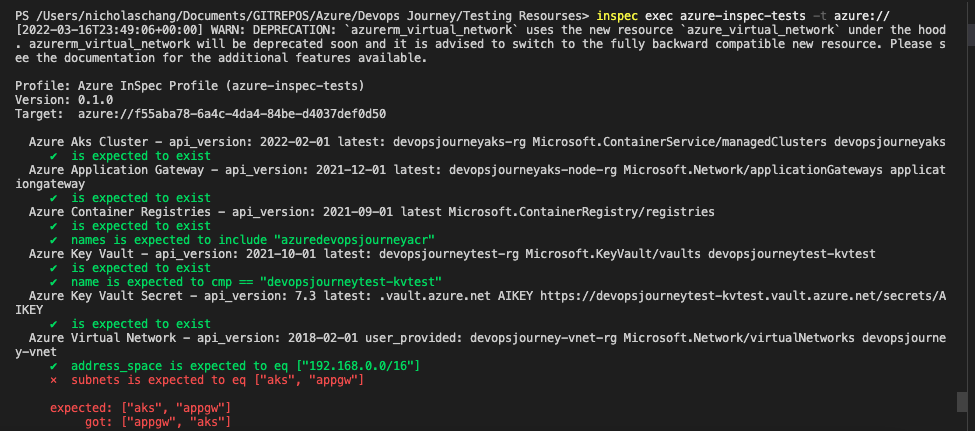 PS /Users/nicholaschang/Documents/GITREPOS/Azure/Devops Journey/Testing Resourses> inspec exec azure-inspec-tests -t azure://
[2022-03-16T23:49:06+00:00] WARN: DEPRECATION: `azurerm_virtual_network` uses the new resource `azure_virtual_network` under the hood
. azurerm_virtual_network will be deprecated soon and it is advised to switch to the fully backward compatible new resource. Please s
ee the documentation for the additional features available.
Profile: Azure InSpec Profile (azure-inspec-tests)
Version: 0.1.0
Target:  azure://f55aba78-6a4c-4da4-84be-d4037def0d50
Azure Aks Cluster - api_version: 2022-02-01 latest: devopsjourneyaks-rg Microsoft.ContainerService/managedClusters devopsjourneyaks
✔ is expected to exist
Azure Application Gateway - api_version: 2021-12-01 latest: devopsjourneyaks-node-rg Microsoft.Network/applicationGateways applicat
iongateway
✔ is expected to exist
Azure Container Registries - api_version: 2021-09-01 latest Microsoft.ContainerRegistry/registries
✔ is expected to exist
✔ names is expected to include "azuredevopsjourneyacr"
Azure Key Vault - api_version: 2021-10-01 latest: devopsjourneytest-rg Microsoft.KeyVault/vaults devopsjourneytest-kvtest
✔ is expected to exist
✔ name is expected to cmp == "devopsjourneytest-kvtest"
Azure Key Vault Secret - api_version: 7.3 latest: .vault.azure.net AIKEY https://devopsjourneytest-kvtest.vault.azure.net/secrets/A
IKEY
✔ is expected to exist
Azure Virtual Network - api_version: 2018-02-01 user_provided: devopsjourney-vnet-rg Microsoft.Network/virtualNetworks devopsjourne
y-vnet
✔ address_space is expected to eq ["192.168.0.0/16"]
× subnets is expected to eq ["aks", "appgw"]
expected: ["aks", "appgw"]
got: ["appgw", "aks"]